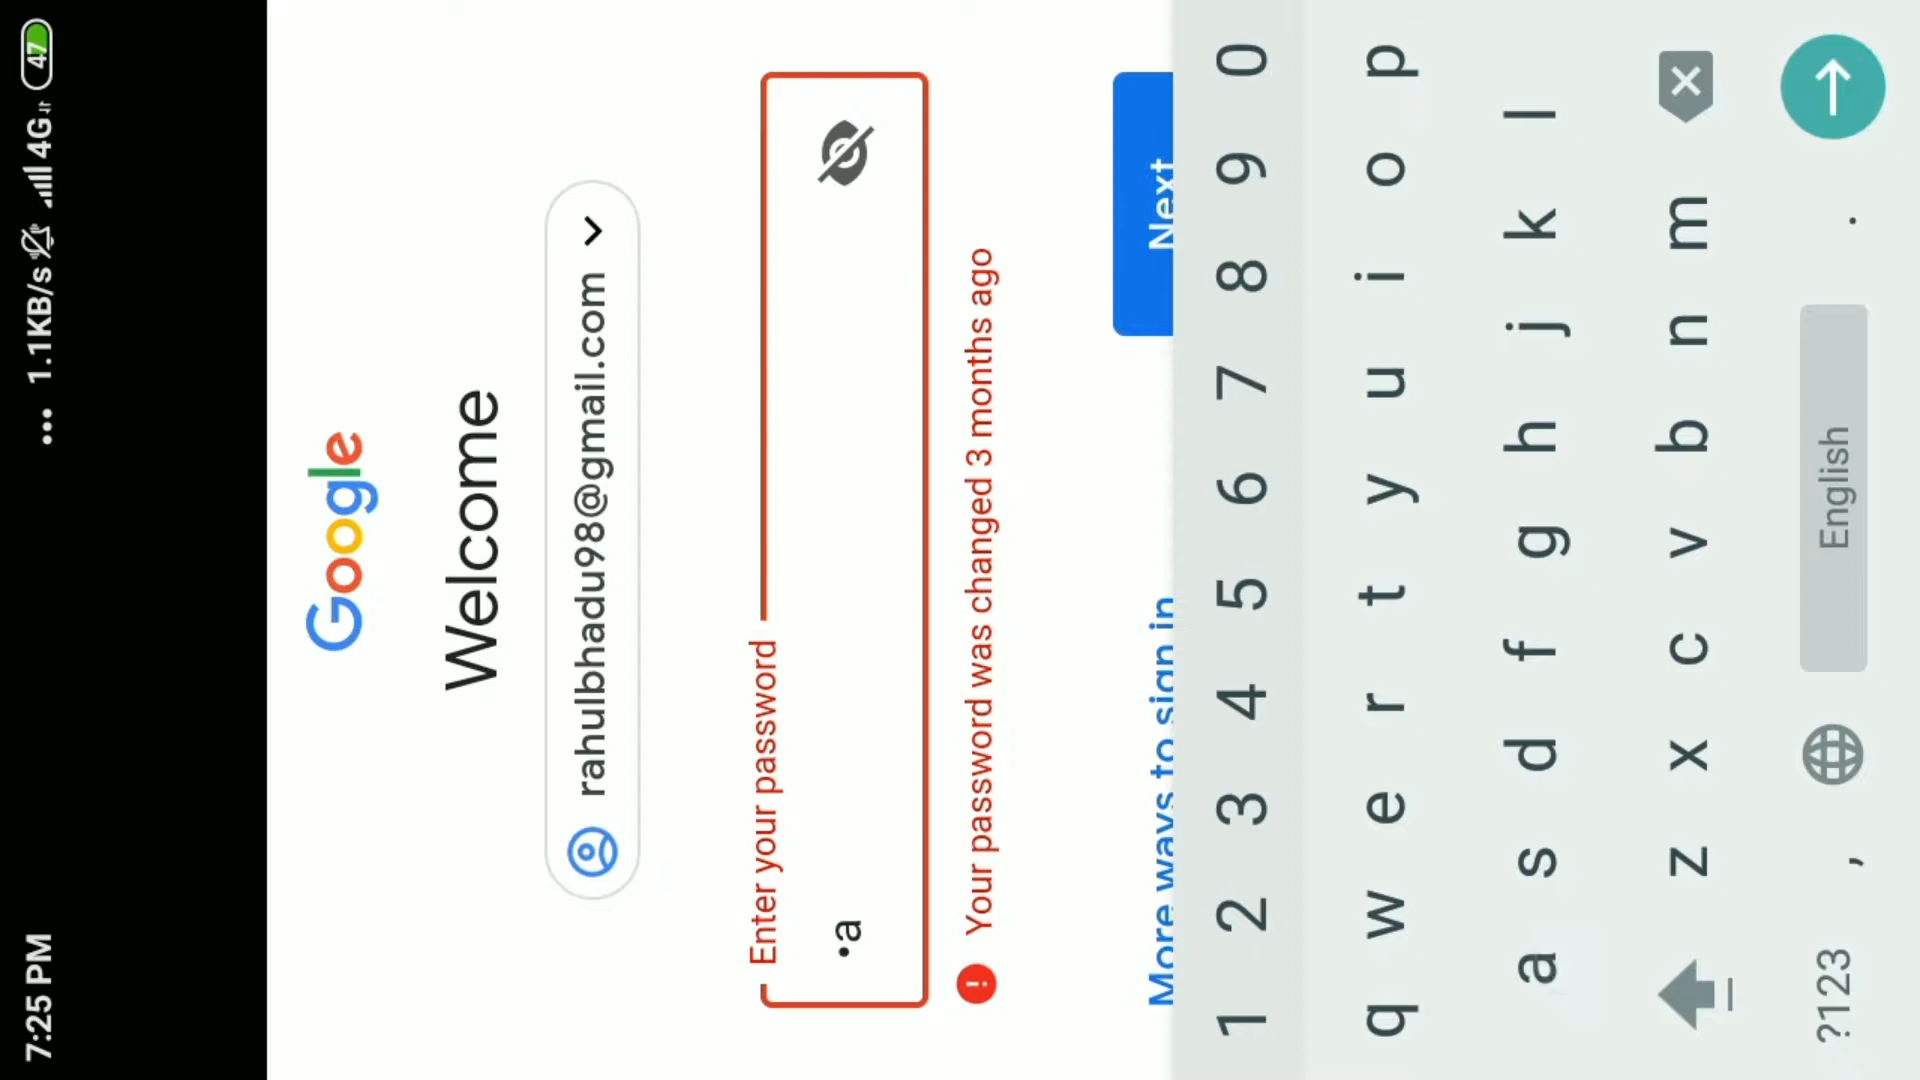 7:25 PM ... 1.1KB/s 4G 47
Google
Welcome
rahulbhadu98@gmail.com
Enter your password
•a
Your password was changed 3 months ago
More ways to sign in
Next
1 2 3 4 5 6 7 8 9 0
q w e r t y u i o p
a s d f g h j k l
z x c v b n m
?123 , English .